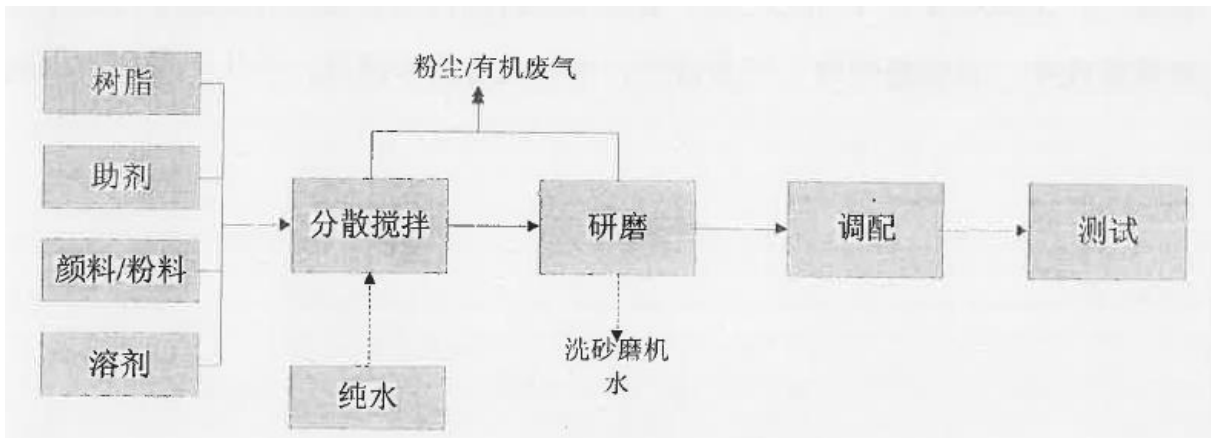 树脂
助剂
颜料/粉料
溶剂
粉尘/有机废气
分散搅拌
研磨
调配
测试
纯水
洗砂磨机
水